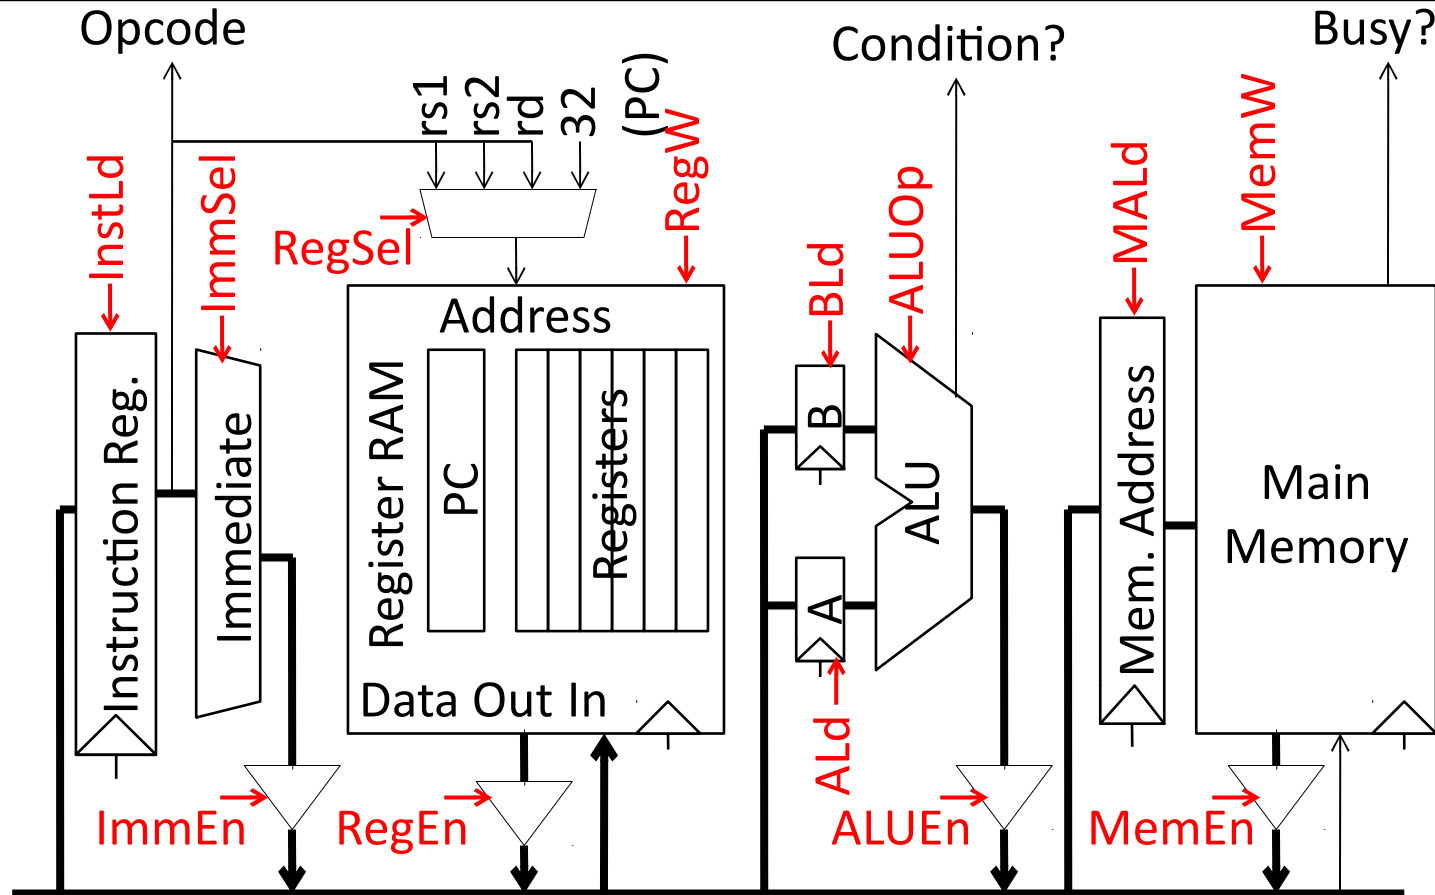 Opcode
Condition?
Busy?
rs1
rs2
rd
32
(PC)
InstLd
ImmSel
RegSel
RegW
BLd
ALUOp
MALd
MemW
Instruction Reg.
Immediate
Address
Register RAM
PC
Registers
Data Out In
B
A
ALU
ALd
Mem. Address
Main
Memory
ImmEn
RegEn
ALUEn
MemEn